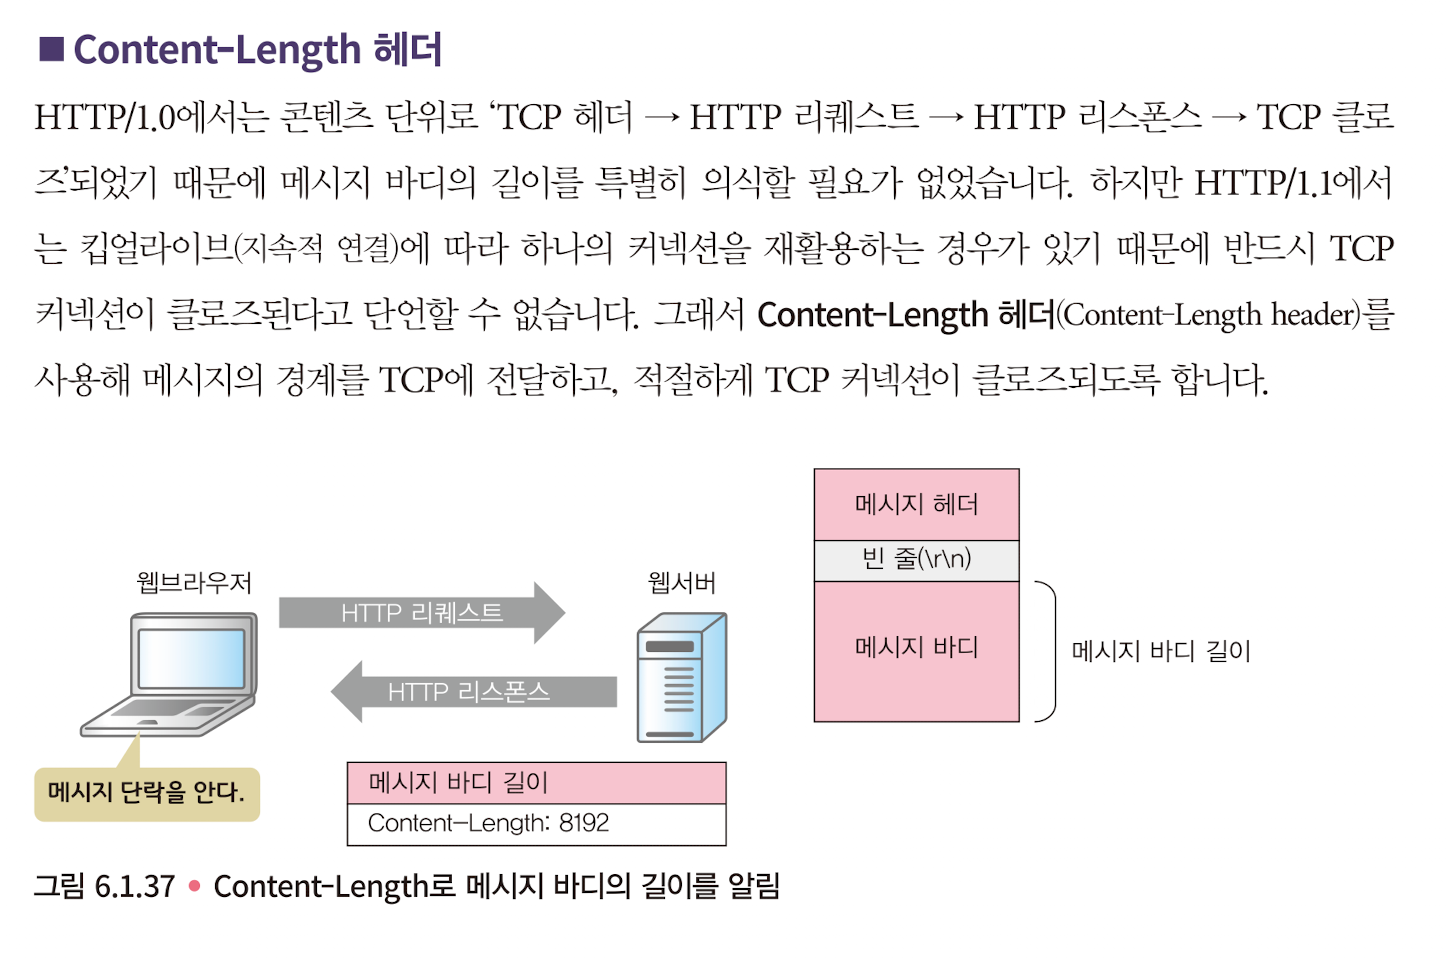 ■ Content-Length 헤더
HTTP/1.0에서는 콘텐츠 단위로 ‘TCP 헤더 → HTTP 리퀘스트 → HTTP 리스폰스 → TCP 클로
즈’되었기 때문에 메시지 바디의 길이를 특별히 의식할 필요가 없었습니다. 하지만 HTTP/1.1에서
는 킵얼라이브(지속적 연결)에 따라 하나의 커넥션을 재활용하는 경우가 있기 때문에 반드시 TCP
커넥션이 클로즈된다고 단언할 수 없습니다. 그래서 Content-Length 헤더(Content-Length header)를
사용해 메시지의 경계를 TCP에 전달하고, 적절하게 TCP 커넥션이 클로즈되도록 합니다.
웹브라우저
HTTP 리퀘스트
웹서버
HTTP 리스폰스
메시지 단락을 안다.
메시지 바디 길이
Content-Length: 8192
메시지 헤더
빈 줄(\r\n)
메시지 바디
메시지 바디 길이
그림 6.1.37 • Content-Length로 메시지 바디의 길이를 알림